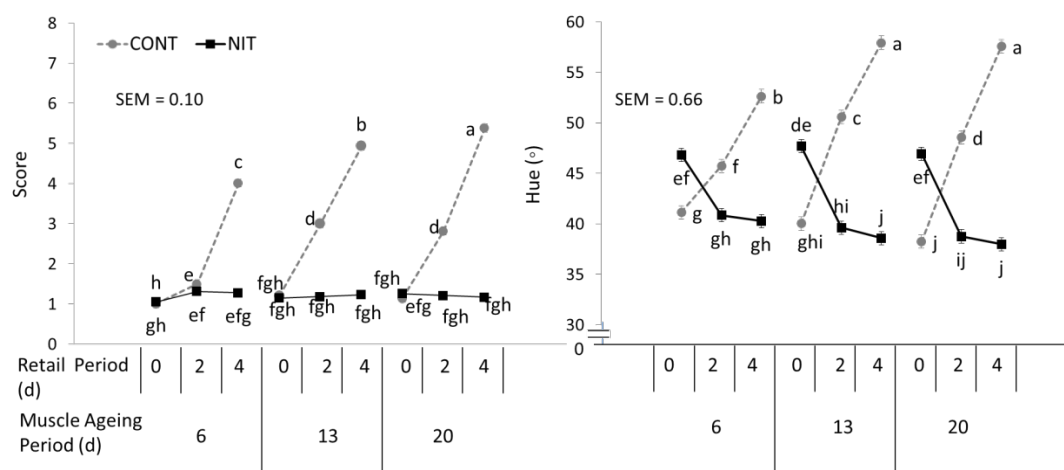 8
7
6
5
4
3
2
1
0
Score
CONT
NIT
SEM = 0.10
h
gh
e
ef
c
efg
fgh
fgh
d
fgh
b
fgh
fgh
efg
d
fgh
a
fgh
Retail Period
(d)
0 2 4 0 2 4 0 2 4
Muscle Ageing
Period (d)
6 13 20
60
55
50
45
40
35
30
0
Hue (°)
SEM = 0.66
ef
g
f
gh
b
gh
de
ghi
c
hi
a
j
ef
j
d
ij
a
j
0 2 4 0 2 4 0 2 4
6 13 20